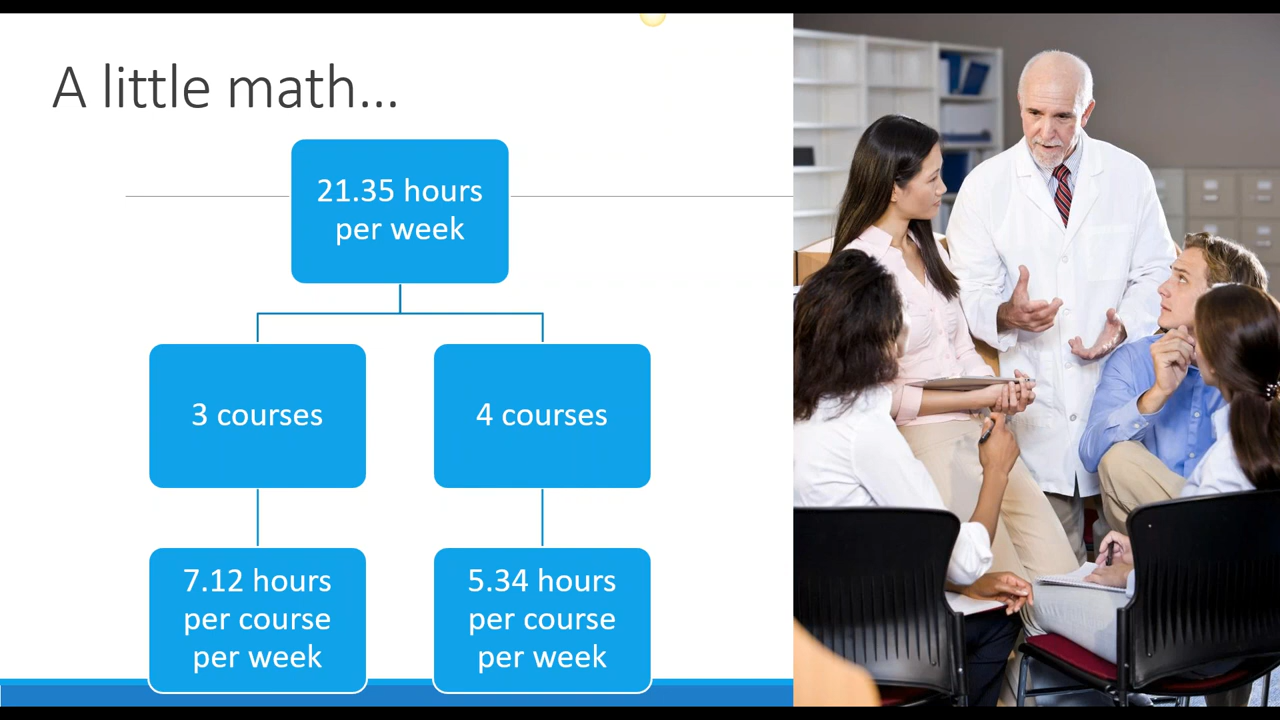 A little math...
21.35 hours
per week
3 courses
4 courses
7.12 hours
per course
per week
5.34 hours
per course
per week